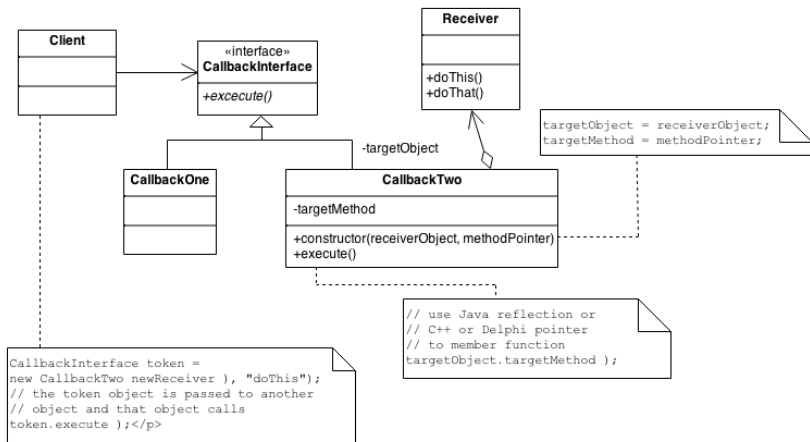 Client
«interface»
CallbackInterface
+excecute()
Receiver
+doThis()
+doThat()
targetObject = receiverObject;
targetMethod = methodPointer;
-targetObject
CallbackOne
CallbackTwo
-targetMethod
+constructor(receiverObject, methodPointer)
+execute()
// use Java reflection or
// C++ or Delphi pointer
// to member function
targetObject.targetMethod );
CallbackInterface token =
new CallbackTwo newReceiver ), "doThis");
// the token object is passed to another
// object and that object calls
token.execute );</p>